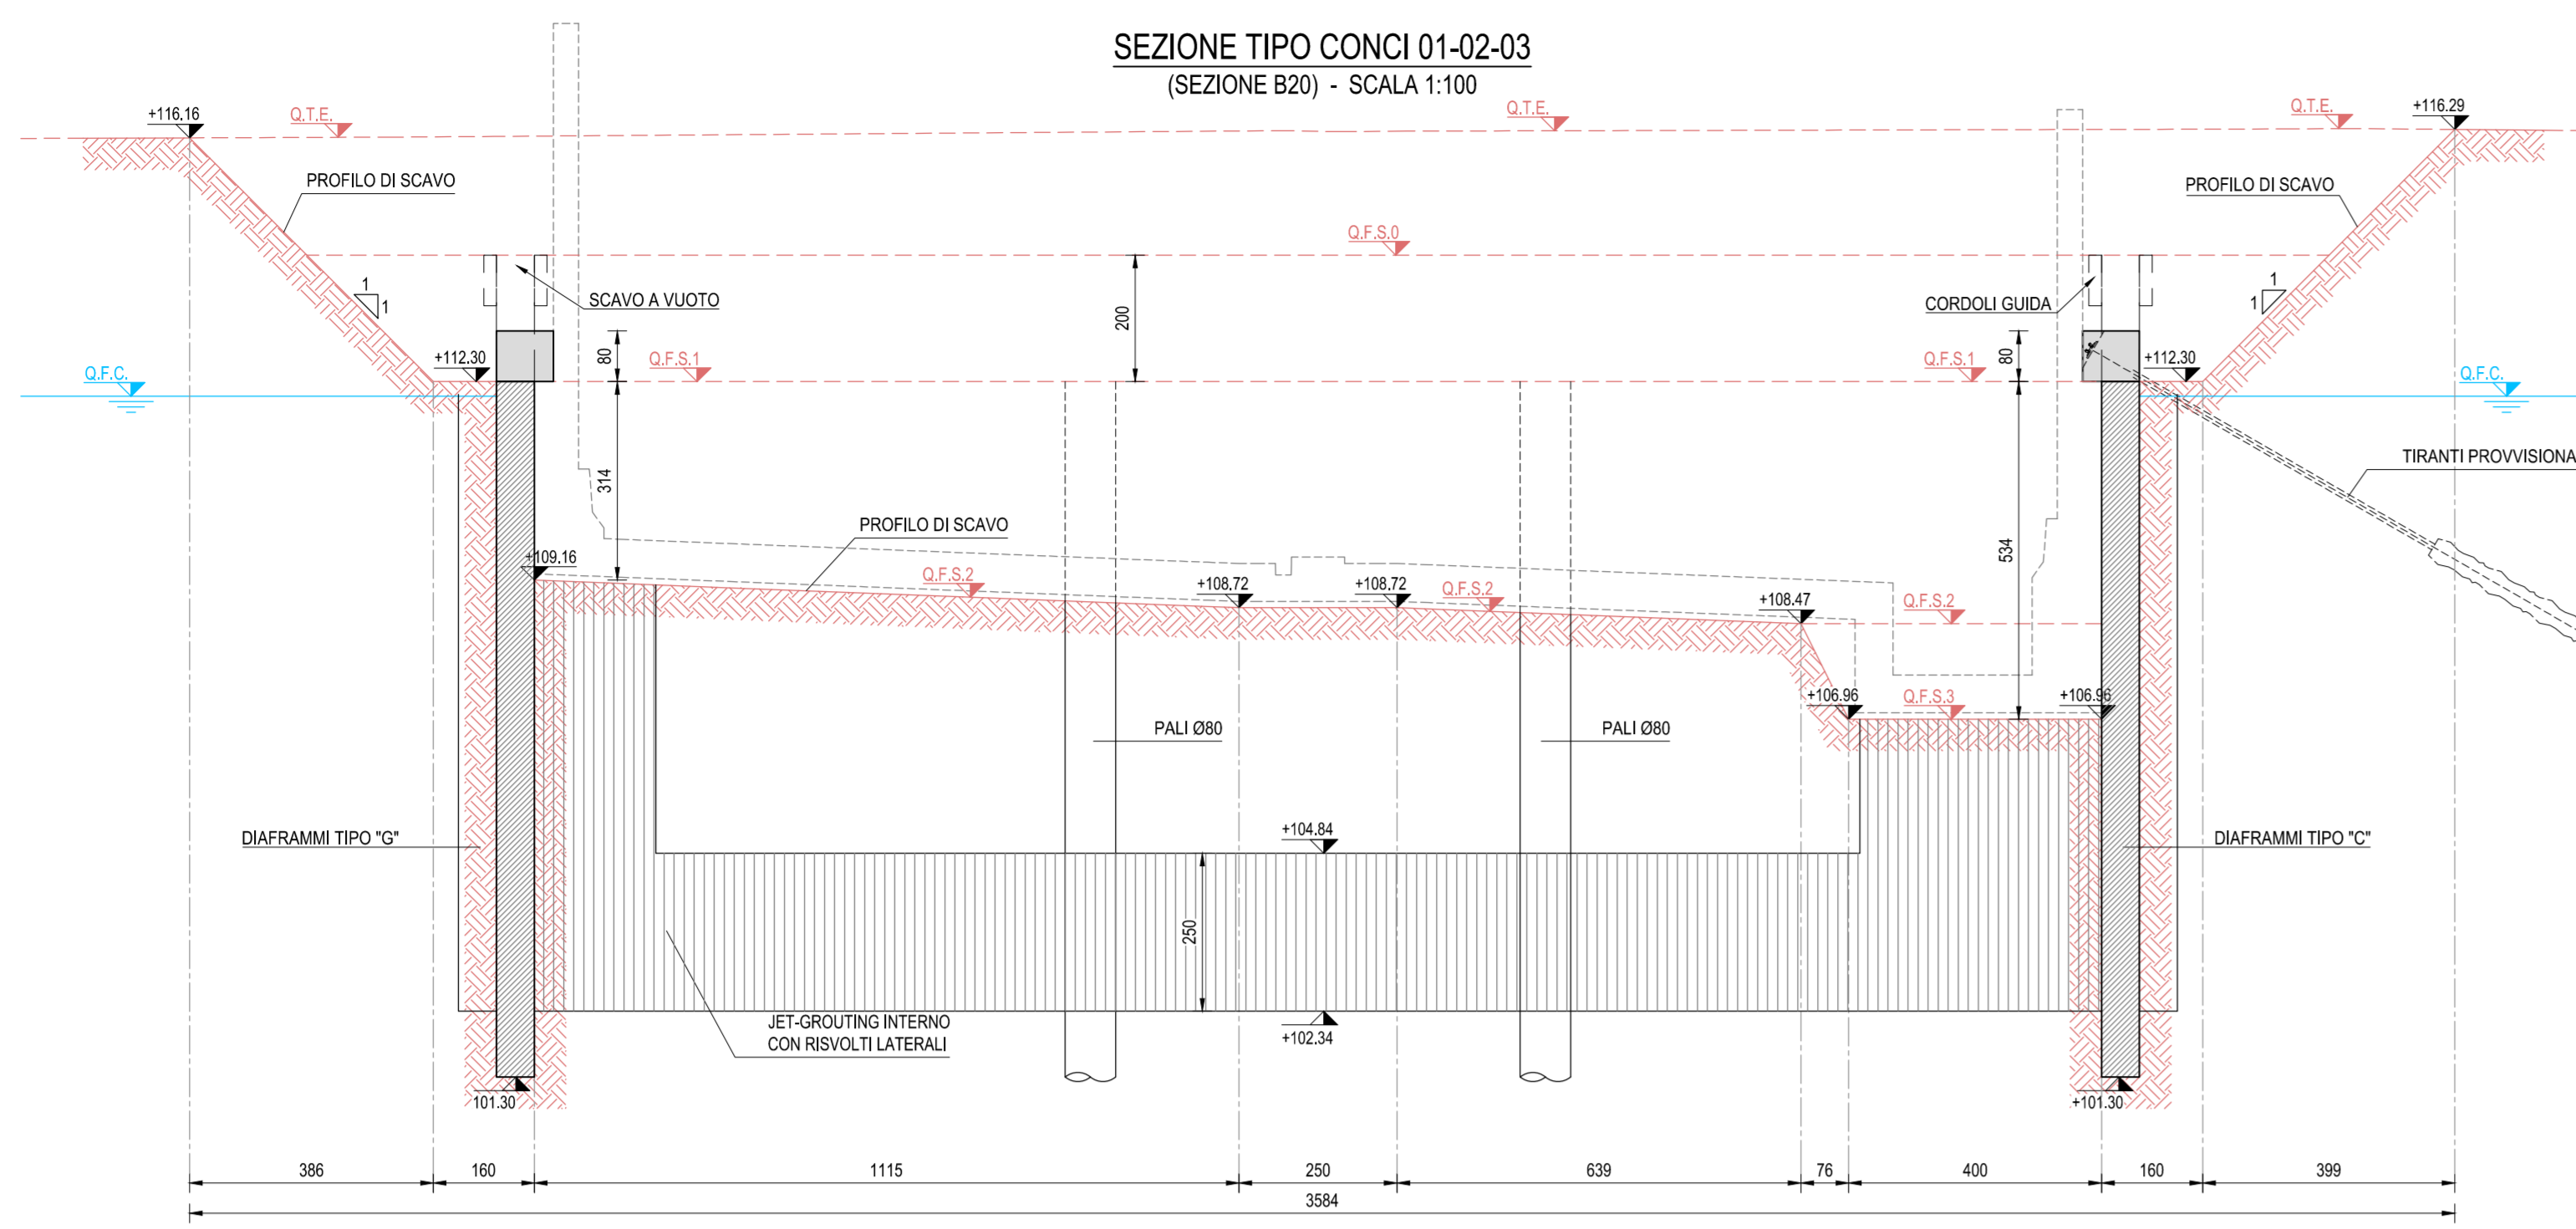 SEZIONE TIPO CONCI 01-02-03
(SEZIONE B20) - SCALA 1:100
+116.16
Q.T.E.
Q.T.E.
Q.T.E.
+116.29
PROFILO DI SCAVO
PROFILO DI SCAVO
Q.F.S.0
1
1
1
1
SCAVO A VUOTO
200
CORDOLI GUIDA
80
80
+112.30
Q.F.S.1
Q.F.S.1
+112.30
Q.F.C.
Q.F.C.
TIRANTI PROVVISIONA
314
534
PROFILO DI SCAVO
+109.16
Q.F.S.2
+108.72
+108.72
Q.F.S.2
+108.47
Q.F.S.2
+106.96
Q.F.S.3
+106.96
PALI Ø80
PALI Ø80
DIAFRAMMI TIPO "G"
+104.84
DIAFRAMMI TIPO "C"
250
JET-GROUTING INTERNO
CON RISVOLTI LATERALI
+102.34
101.30
+101.30
386
160
1115
250
639
76
400
160
399
3584